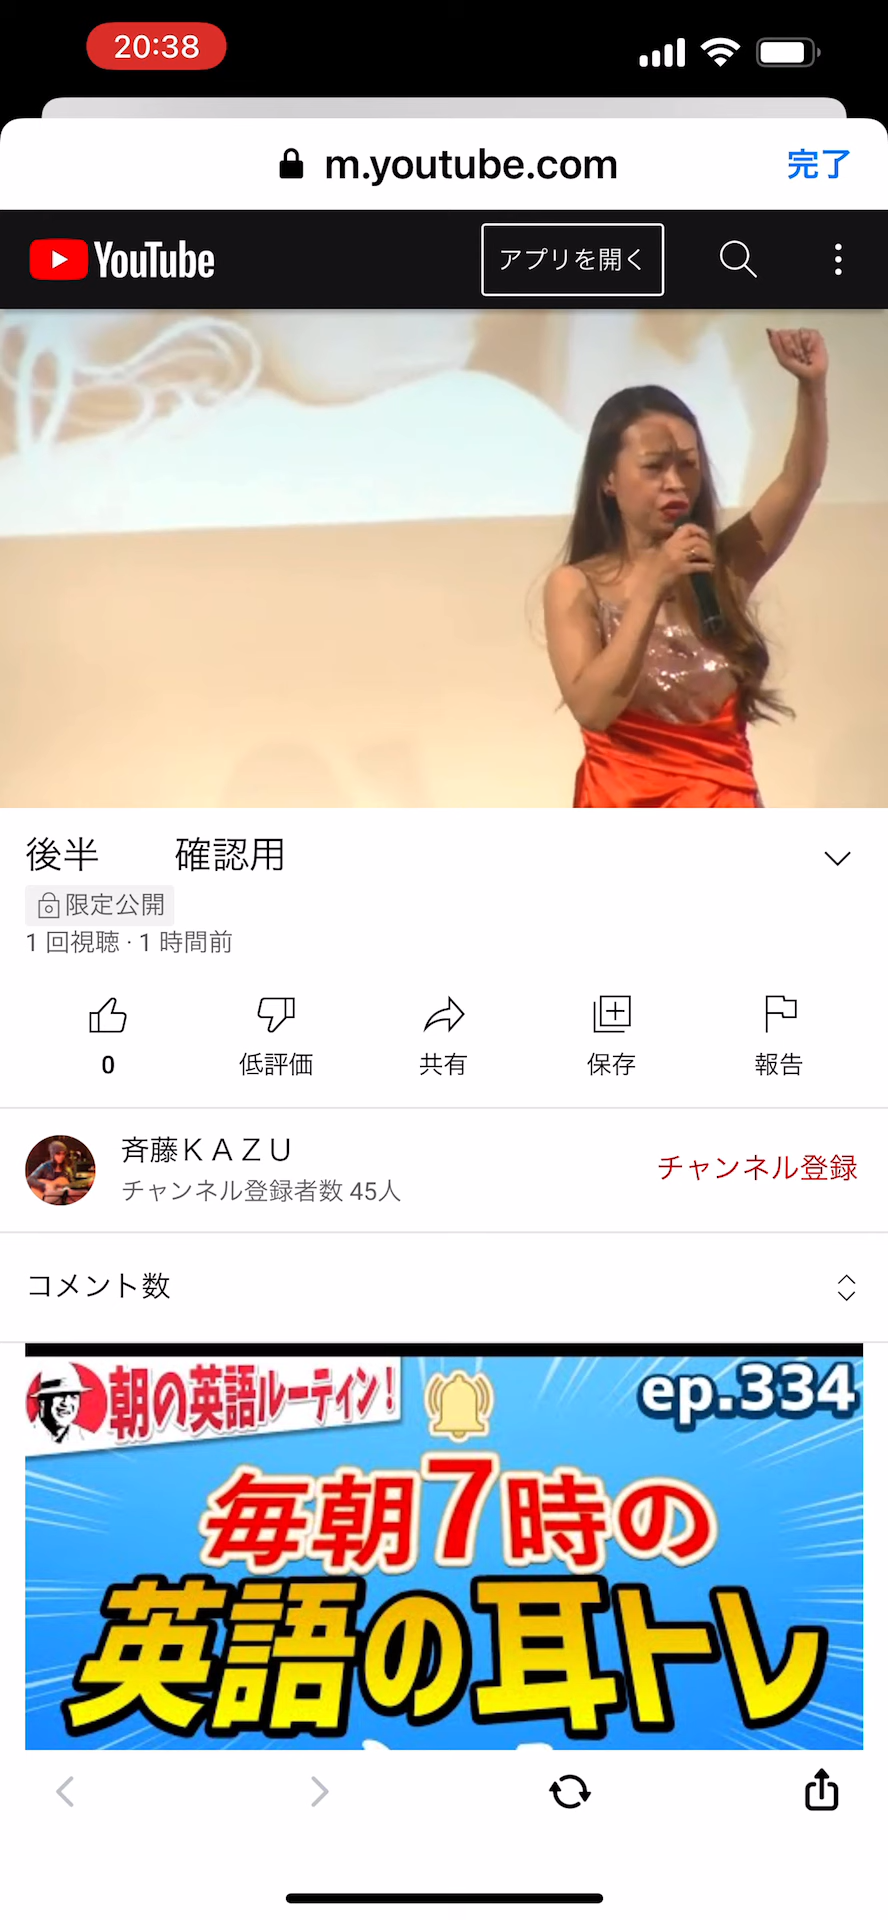 20:38
m.youtube.com
完了
YouTube
アプリを開く
後半　　確認用
限定公開
1 回視聴 · 1 時間前
0
低評価
共有
保存
報告
斉藤ＫＡＺＵ
チャンネル登録者数 45人
チャンネル登録
コメント数
朝の英語ルーティン!
ep.334
毎朝7時の
英語の耳トレ